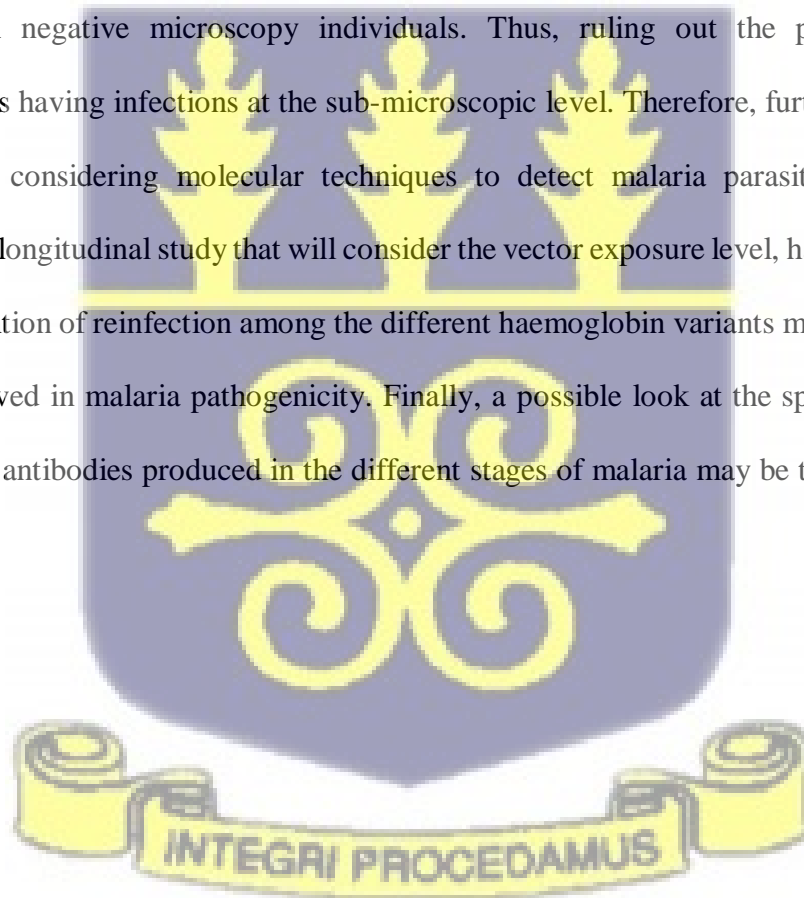 negative microscopy individuals. Thus, ruling out the p
s having infections at the sub-microscopic level. Therefore, furt
considering molecular techniques to detect malaria parasit
longitudinal study that will consider the vector exposure level, h
tion of reinfection among the different haemoglobin variants m
ved in malaria pathogenicity. Finally, a possible look at the sp
antibodies produced in the different stages of malaria may be t
INTEGRI PROCEDAMUS